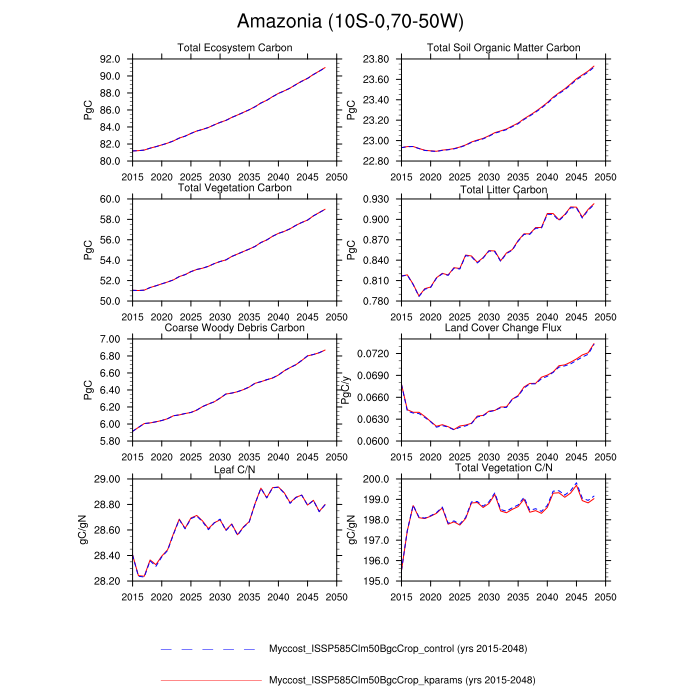 Amazonia (10S-0,70-50W)
Total Ecosystem Carbon
PgC
92.0
90.0
88.0
86.0
84.0
82.0
80.0
2015 2020 2025 2030 2035 2040 2045 2050
Total Soil Organic Matter Carbon
PgC
23.80
23.60
23.40
23.20
23.00
22.80
2015 2020 2025 2030 2035 2040 2045 2050
Total Vegetation Carbon
PgC
60.0
58.0
56.0
54.0
52.0
50.0
2015 2020 2025 2030 2035 2040 2045 2050
Total Litter Carbon
PgC
0.930
0.900
0.870
0.840
0.810
0.780
2015 2020 2025 2030 2035 2040 2045 2050
Coarse Woody Debris Carbon
PgC
7.00
6.80
6.60
6.40
6.20
6.00
5.80
2015 2020 2025 2030 2035 2040 2045 2050
Land Cover Change Flux
PgC/y
0.0720
0.0690
0.0660
0.0630
0.0600
2015 2020 2025 2030 2035 2040 2045 2050
Leaf C/N
gC/gN
29.00
28.80
28.60
28.40
28.20
2015 2020 2025 2030 2035 2040 2045 2050
Total Vegetation C/N
gC/gN
200.0
199.0
198.0
197.0
196.0
195.0
2015 2020 2025 2030 2035 2040 2045 2050
Myccost_ISSP585Clm50BgcCrop_control (yrs 2015-2048)
Myccost_ISSP585Clm50BgcCrop_kparams (yrs 2015-2048)